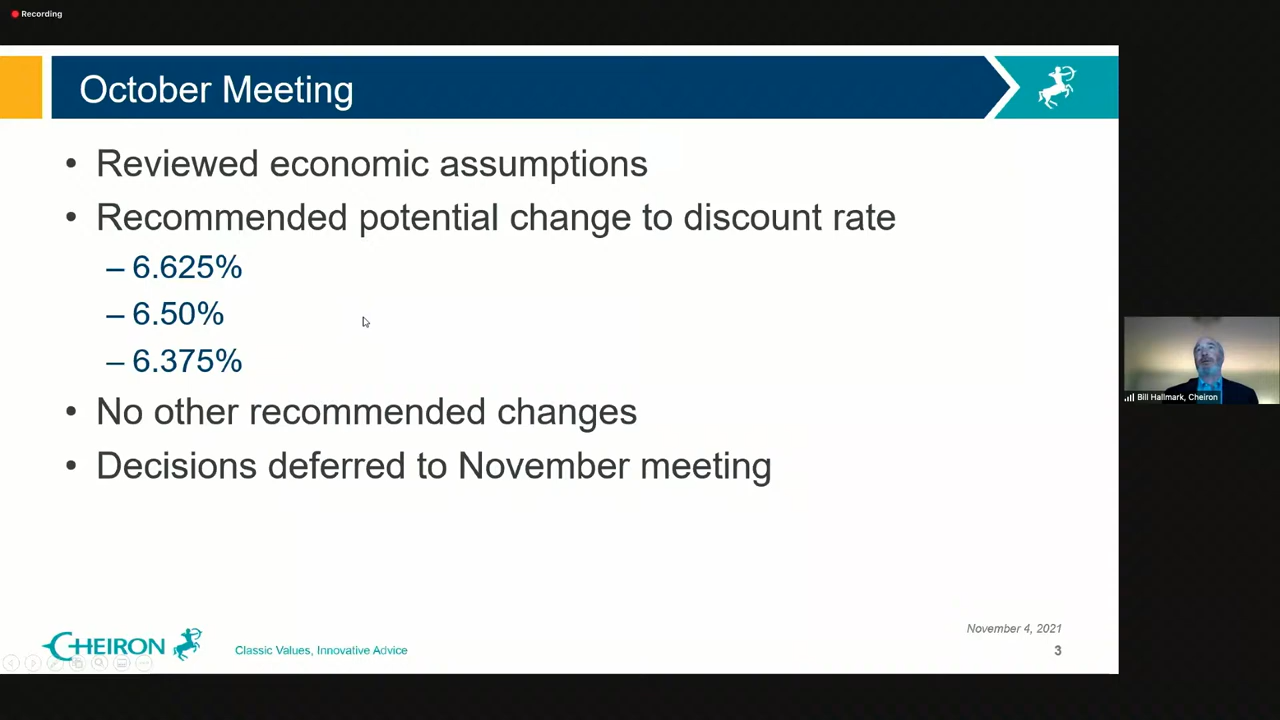 Recording
October Meeting
• Reviewed economic assumptions
• Recommended potential change to discount rate
– 6.625%
– 6.50%
– 6.375%
• No other recommended changes
• Decisions deferred to November meeting
Bill Hallmark, Cheiron
November 4, 2021
CHEIRON
Classic Values, Innovative Advice
3